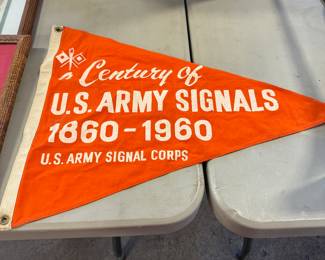 a Century of
U.S. ARMY SIGNALS
1860-1960
U.S. ARMY SIGNAL CORPS